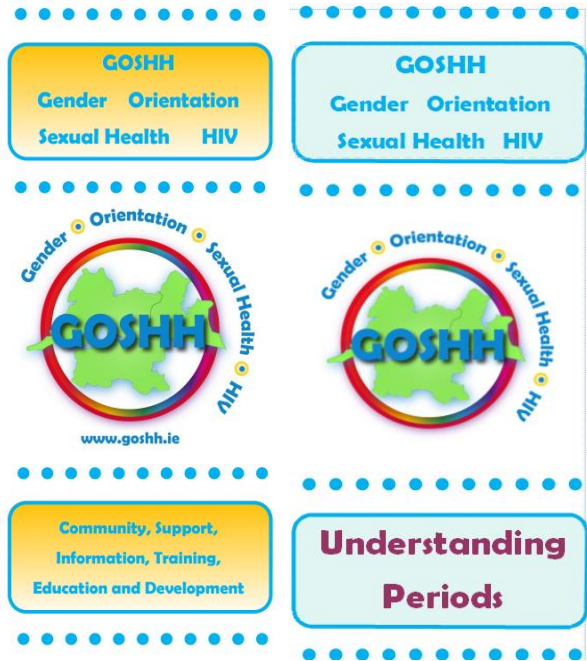 GOSHH
Gender Orientation
Sexual Health HIV
Gender Orientation Sexual Health HIV
GOSHH
www.goshh.ie
Community, Support,
Information, Training,
Education and Development
GOSHH
Gender Orientation
Sexual Health HIV
Gender Orientation Sexual Health HIV
GOSHH
Understanding
Periods